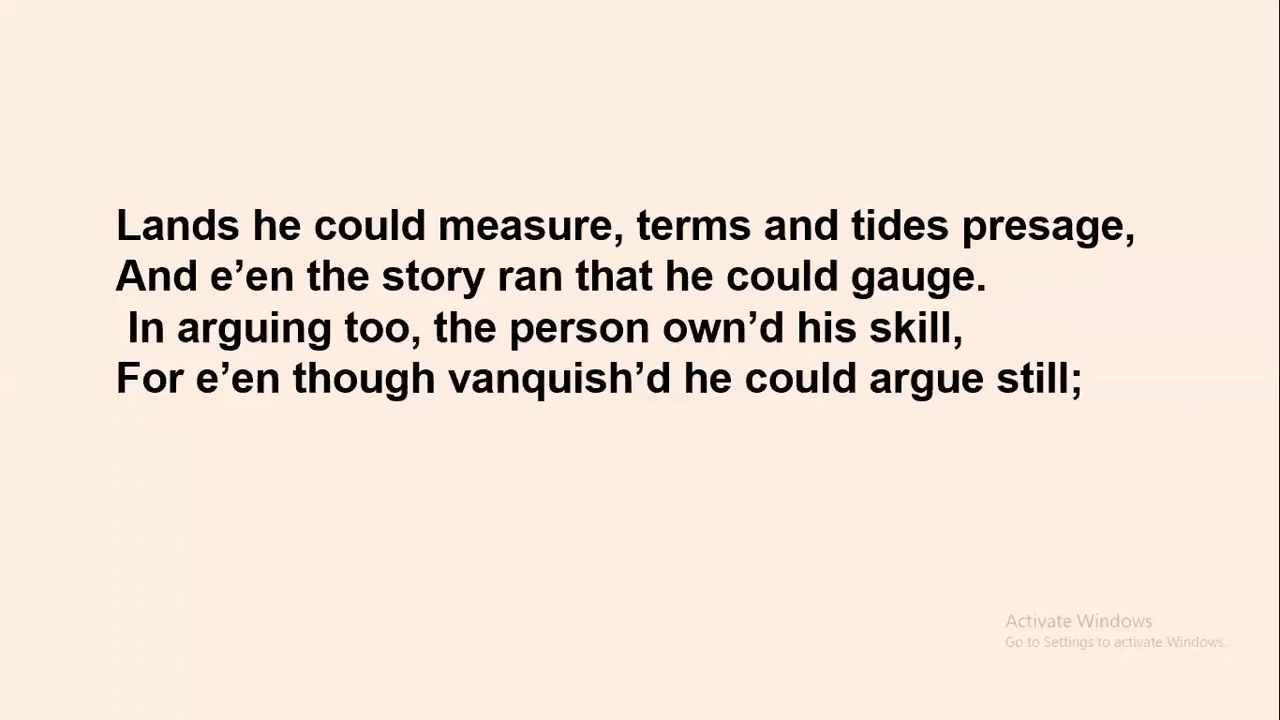 Lands he could measure, terms and tides presage,
And e’en the story ran that he could gauge.
In arguing too, the person own’d his skill,
For e’en though vanquish’d he could argue still;
Activate Windows
Go to Settings to activate Windows.